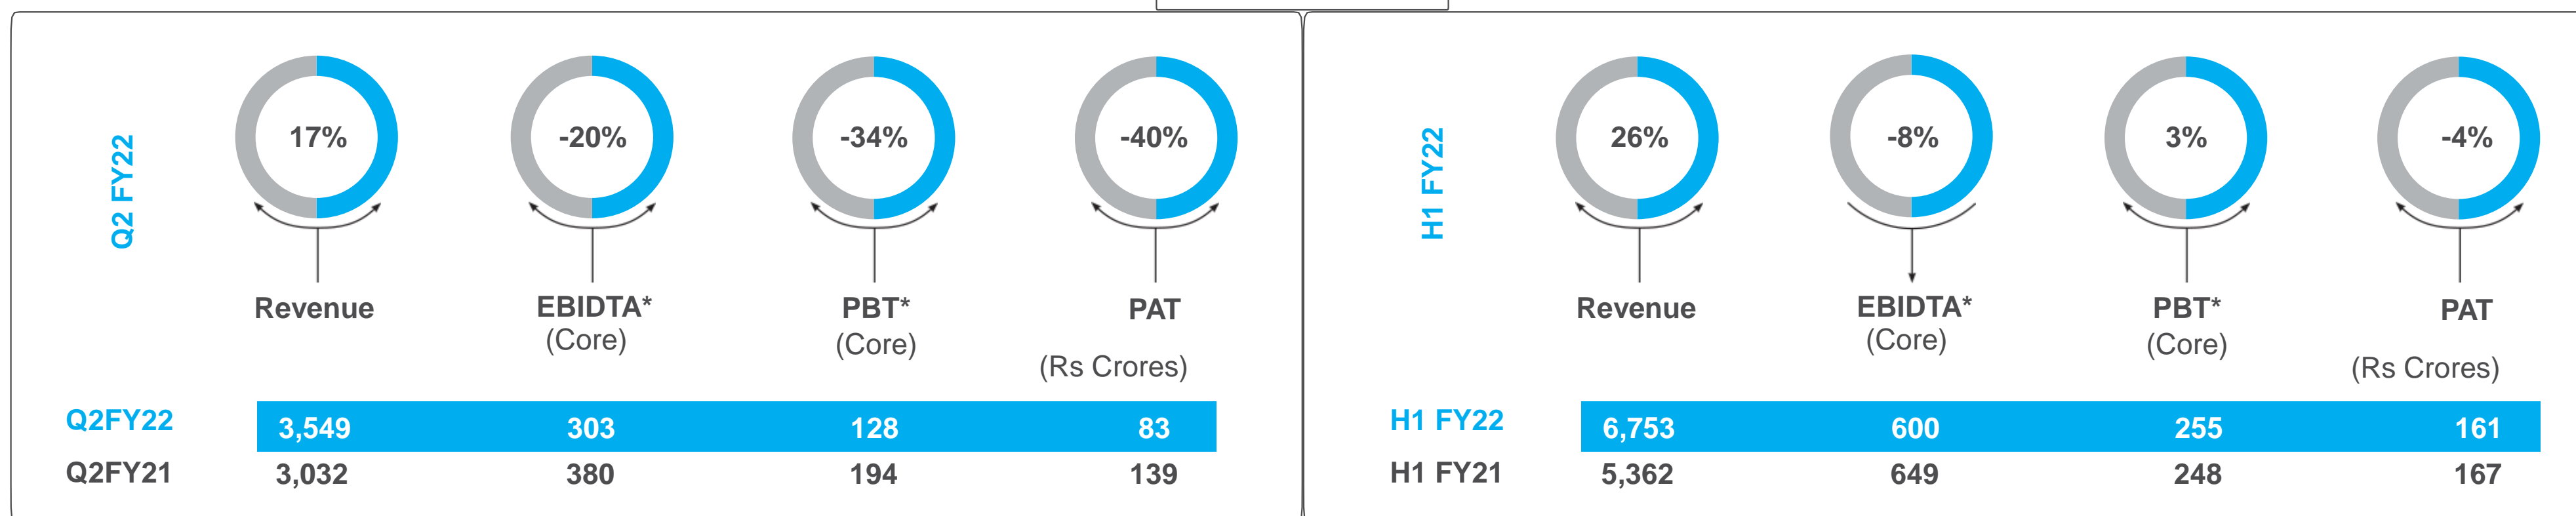 Q2 FY22
17% -20% -34% -40%
Revenue EBIDTA* PBT* PAT
(Core) (Core)
(Rs Crores)
Q2FY22 3,549 303 128 83
Q2FY21 3,032 380 194 139
H1 FY22
26% -8% 3% -4%
Revenue EBIDTA* PBT* PAT
(Core) (Core)
(Rs Crores)
H1 FY22 6,753 600 255 161
H1 FY21 5,362 649 248 167